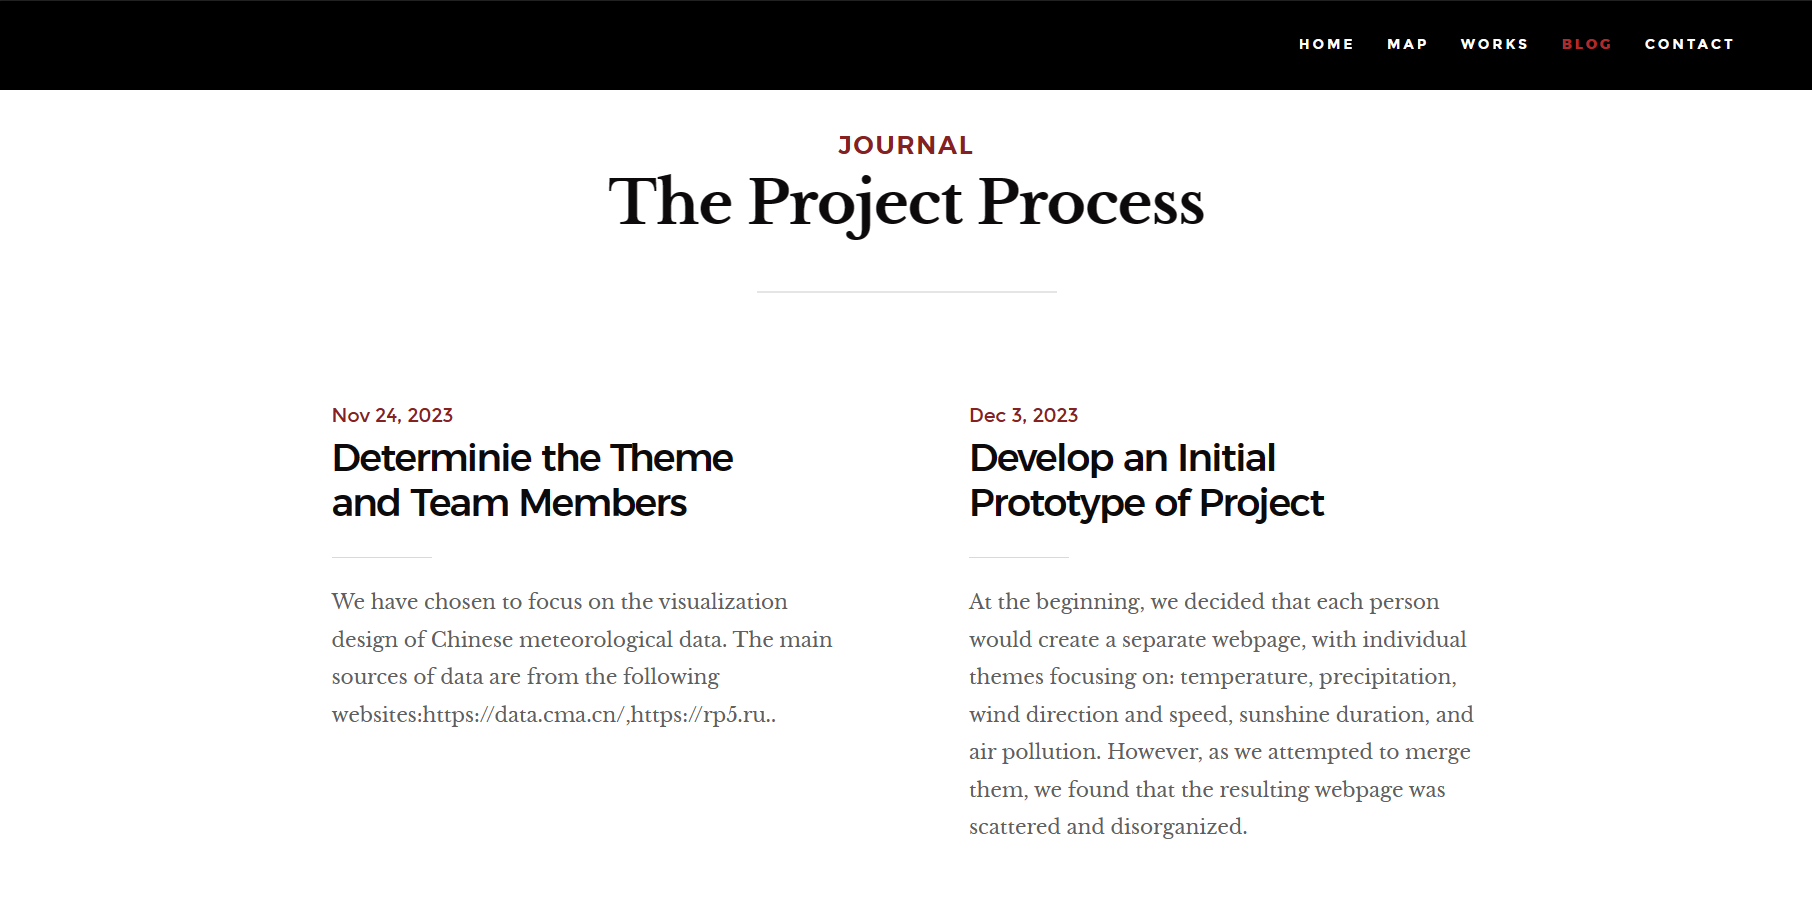 HOME MAP WORKS BLOG CONTACT
JOURNAL
The Project Process
Nov 24, 2023
Determinie the Theme
and Team Members
We have chosen to focus on the visualization
design of Chinese meteorological data. The main
sources of data are from the following
websites:https://data.cma.cn/,https://rp5.ru..
Dec 3, 2023
Develop an Initial
Prototype of Project
At the beginning, we decided that each person
would create a separate webpage, with individual
themes focusing on: temperature, precipitation,
wind direction and speed, sunshine duration, and
air pollution. However, as we attempted to merge
them, we found that the resulting webpage was
scattered and disorganized.